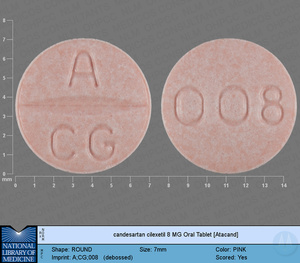 8
7
6
5
4
3
2
1
0
mm
A
CG
008
0 1 2 3 4 5 6 7 8 9 10 11 12 13 14
candesartan cilexetil 8 MG Oral Tablet [Atacand]
NATIONAL
LIBRARY OF
MEDICINE
Shape: ROUND Size: 7mm Color: PINK
Imprint: A;CG;008 (debossed) Scored: Yes